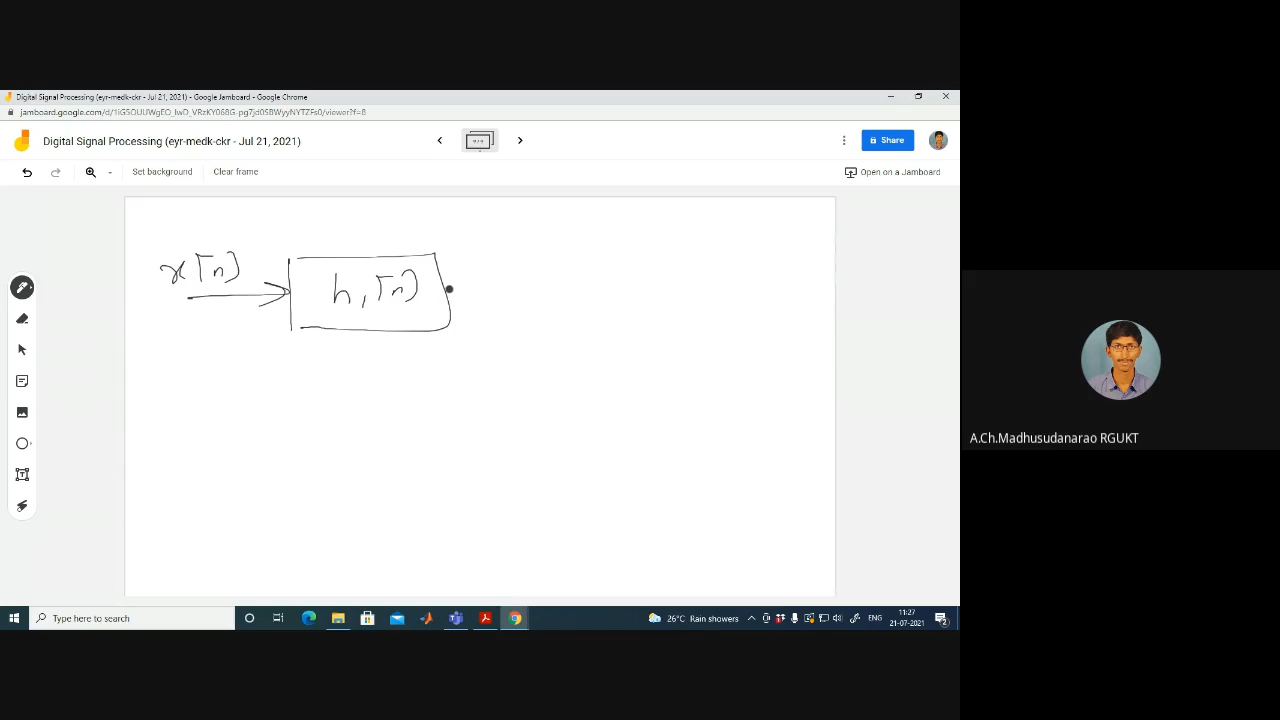 Digital Signal Processing (eyr-medk-ckr - Jul 21, 2021) - Google Jamboard - Google Chrome
Digital Signal Processing (eyr-medk-ckr - Jul 21, 2021)
Share
Set background
Clear frame
Open on a Jamboard
x[n]
h1[n]
A.Ch.Madhusudanarao RGUKT
Type here to search
26°C Rain showers
ENG
11:27
21-07-2021
2